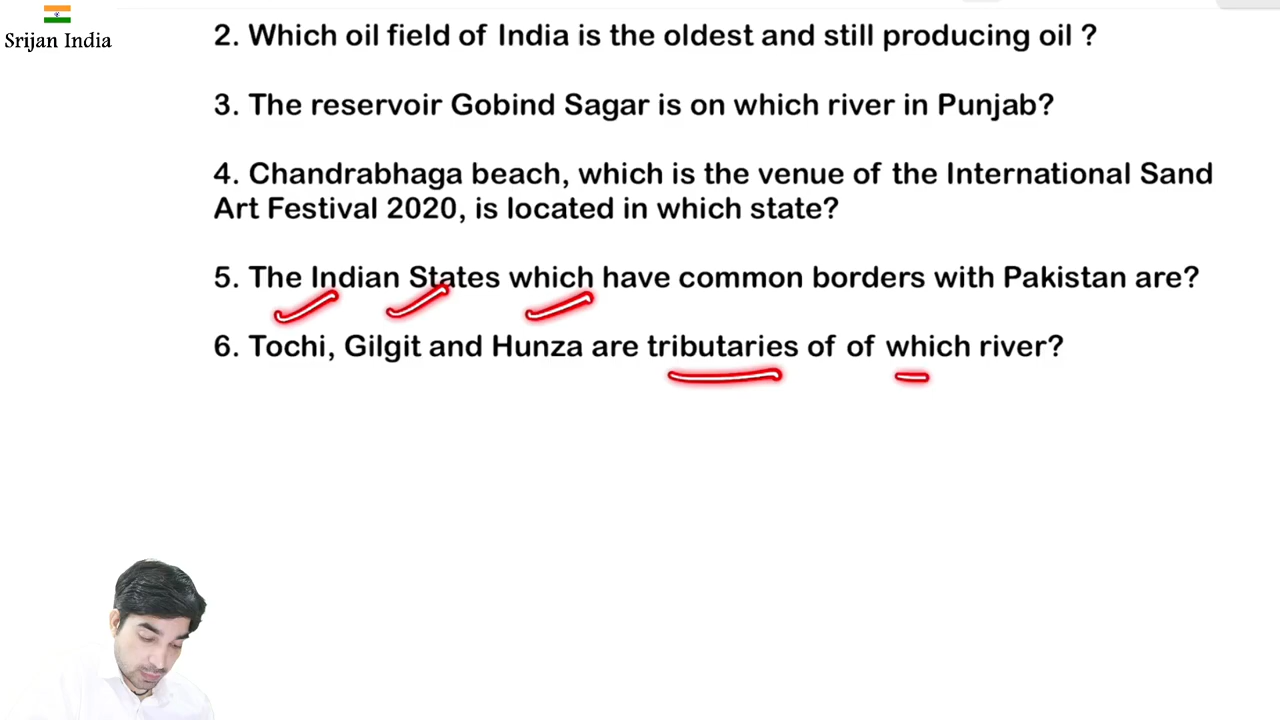 Srijan India
2. Which oil field of India is the oldest and still producing oil ?
3. The reservoir Gobind Sagar is on which river in Punjab?
4. Chandrabhaga beach, which is the venue of the International Sand
Art Festival 2020, is located in which state?
5. The Indian States which have common borders with Pakistan are?
6. Tochi, Gilgit and Hunza are tributaries of of which river?